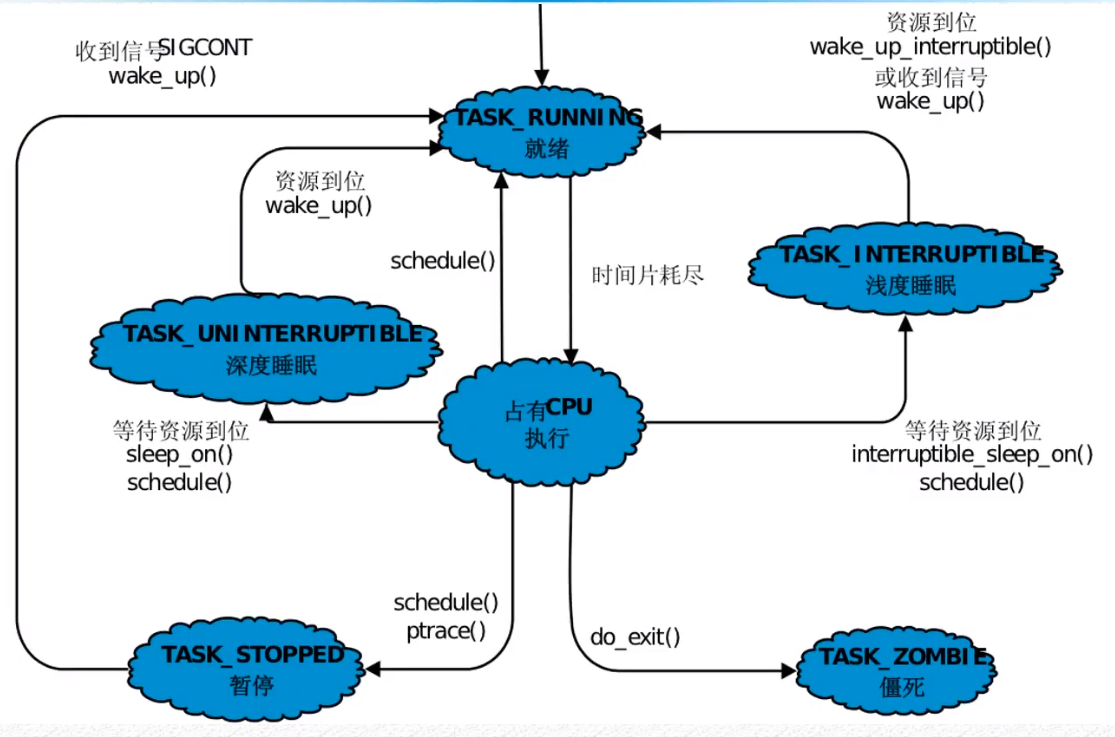 收到信号SIGCONT
wake_up()
资源到位
wake_up_interruptible()
或收到信号
wake_up()
TASK_RUNNING
就绪
资源到位
wake_up()
schedule()
时间片耗尽
TASK_INTERRUPTIBLE
浅度睡眠
TASK_UNINTERRUPTIBLE
深度睡眠
占有CPU
执行
等待资源到位
sleep_on()
schedule()
等待资源到位
interruptible_sleep_on()
schedule()
schedule()
ptrace()
do_exit()
TASK_STOPPED
暂停
TASK_ZOMBIE
僵死